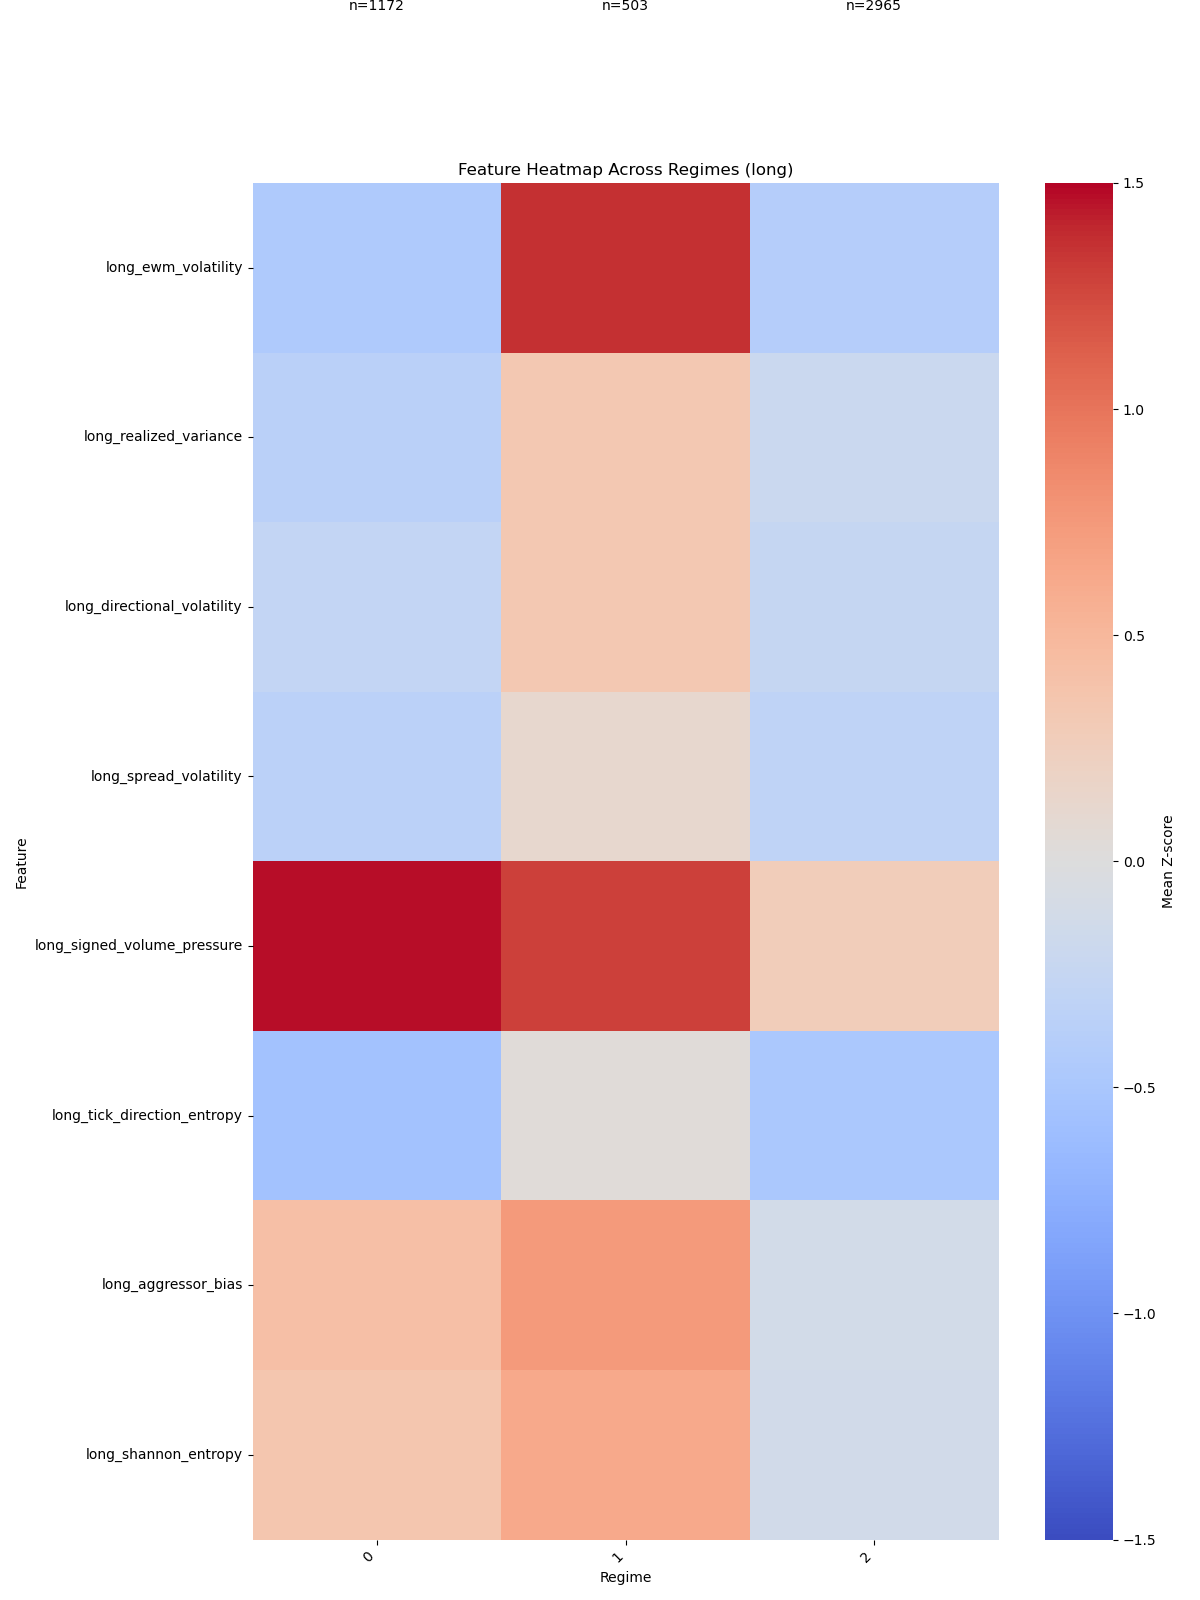 n=1172 n=503 n=2965
Feature Heatmap Across Regimes (long)
long_ewm_volatility
long_realized_variance
long_directional_volatility
long_spread_volatility
long_signed_volume_pressure
long_tick_direction_entropy
long_aggressor_bias
long_shannon_entropy
Feature
0 1 2
Regime
1.5
1.0
0.5
0.0
−0.5
−1.0
−1.5
Mean Z-score